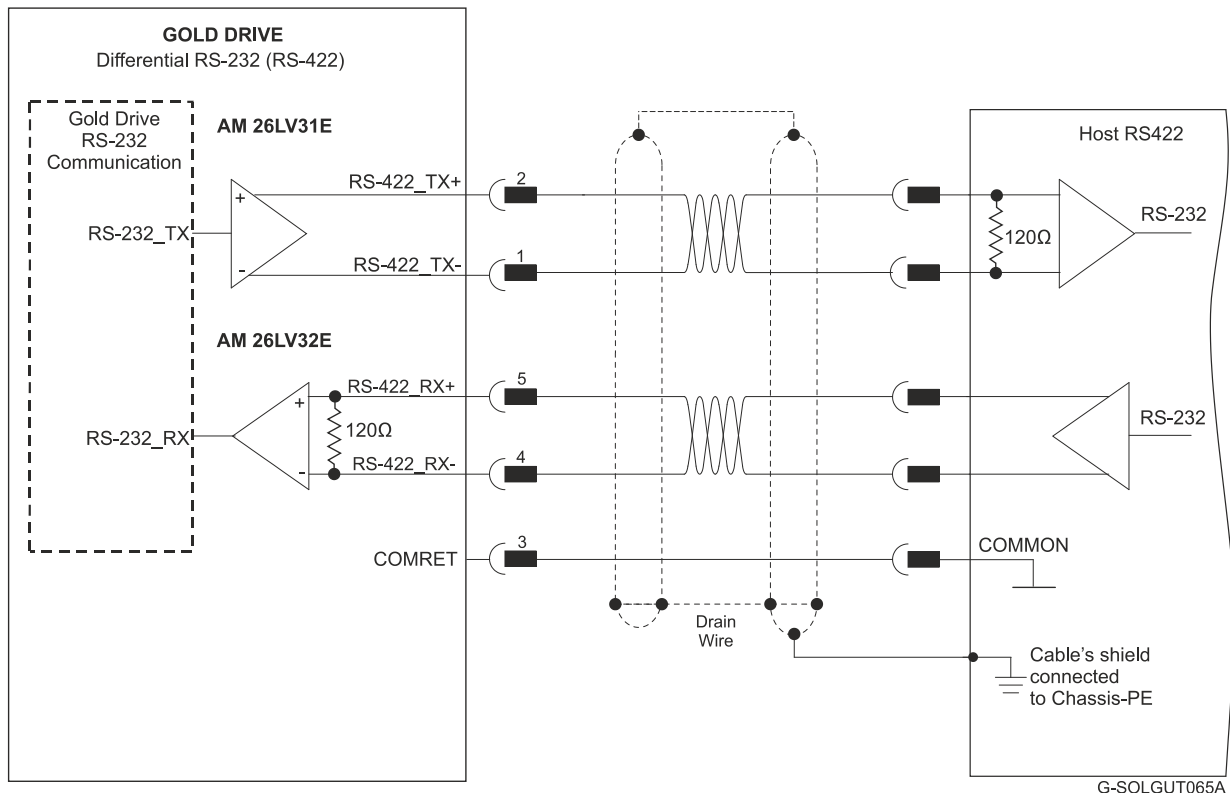 GOLD DRIVE
Differential RS-232 (RS-422)
Gold Drive
RS-232
Communication
AM 26LV31E
RS-232_TX
+
-
RS-422_TX+
2
RS-422_TX-
1
AM 26LV32E
RS-232_RX
+
-
120Ω
RS-422_RX+
5
RS-422_RX-
4
COMRET
3
Drain
Wire
Host RS422
120Ω
RS-232
RS-232
COMMON
Cable's shield
connected
to Chassis-PE
G-SOLGUT065A